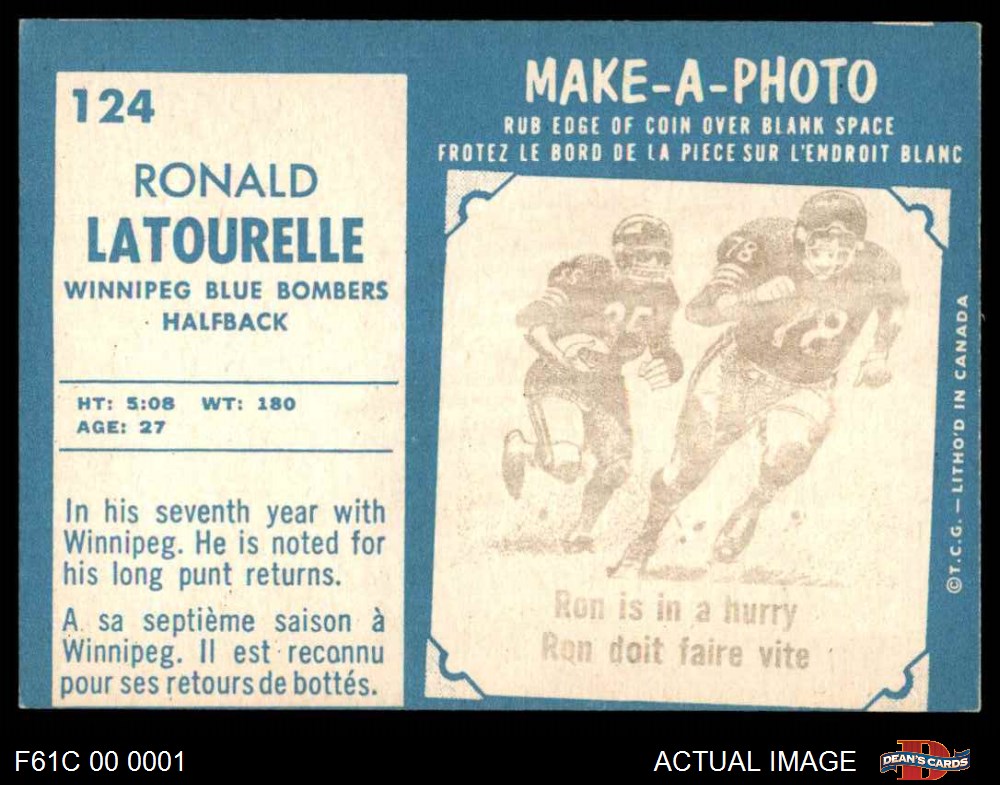 124
RONALD
LATOURELLE
WINNIPEG BLUE BOMBERS
HALFBACK
HT: 5:08 WT: 180
AGE: 27
In his seventh year with
Winnipeg. He is noted for
his long punt returns.
A sa septième saison à
Winnipeg. Il est reconnu
pour ses retours de bottés.
MAKE-A-PHOTO
RUB EDGE OF COIN OVER BLANK SPACE
FROTEZ LE BORD DE LA PIECE SUR L'ENDROIT BLANC
78
35
78
Ron is in a hurry
Ron doit faire vite
©T.C.G. — LITHO'D IN CANADA
F61C 00 0001
ACTUAL IMAGE
D
DEAN'S CARDS